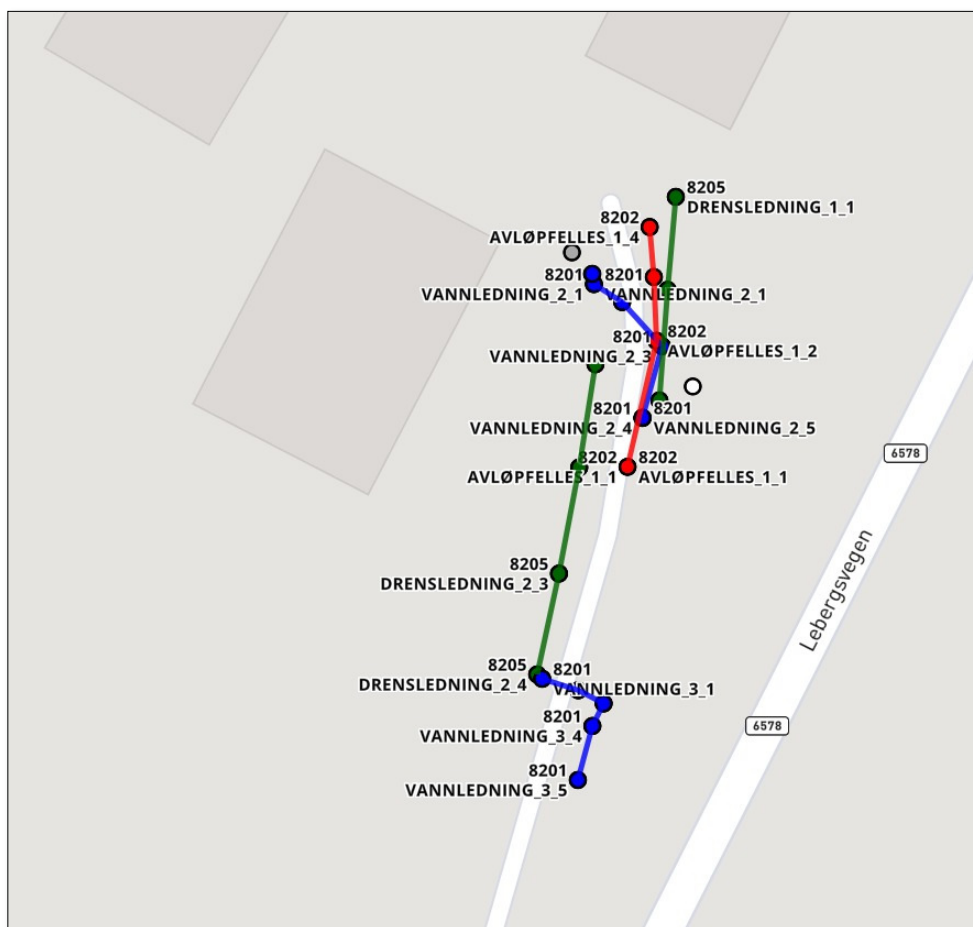 8205
DRENSLEDNING_1_1
8202
AVLØPFELLES_1_4
8201
VANNLEDNING_2_1
8201
VANNLEDNING_2_1
8201
VANNLEDNING_2_3
8202
AVLØPFELLES_1_2
8201
VANNLEDNING_2_4
8201
VANNLEDNING_2_5
8202
AVLØPFELLES_1_1
8202
AVLØPFELLES_1_1
6578
8205
DRENSLEDNING_2_3
Lebergsvegen
8205
DRENSLEDNING_2_4
8201
VANNLEDNING_3_1
8201
VANNLEDNING_3_4
6578
8201
VANNLEDNING_3_5